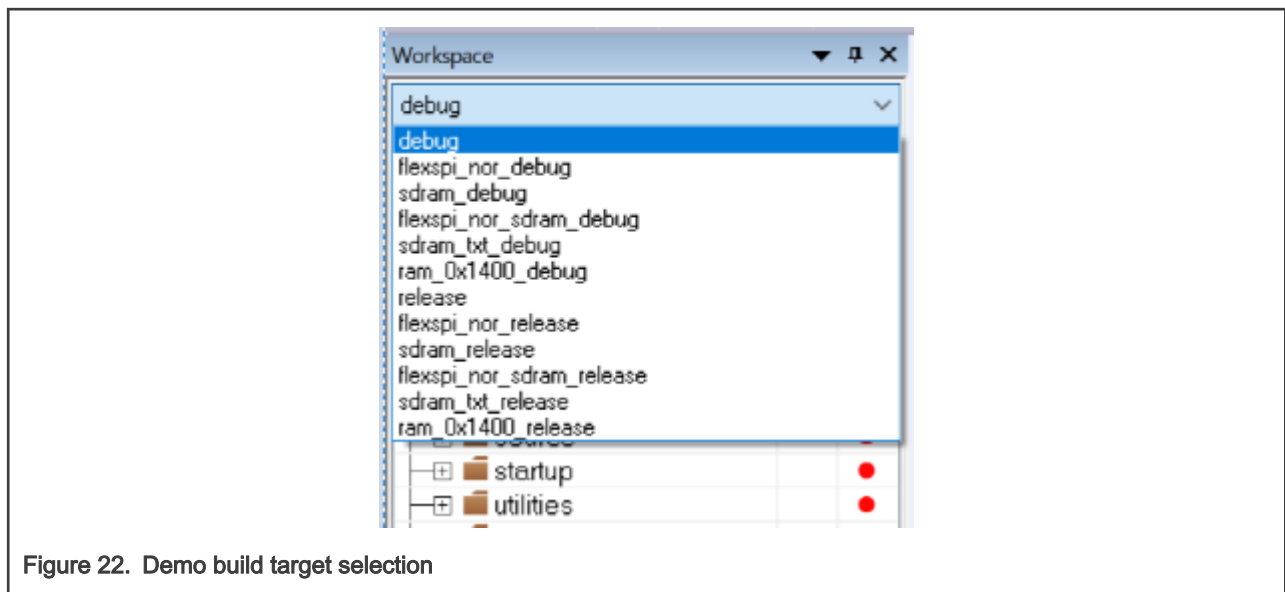 Workspace
debug
debug
flexspi_nor_debug
sdram_debug
flexspi_nor_sdram_debug
sdram_txt_debug
ram_0x1400_debug
release
flexspi_nor_release
sdram_release
flexspi_nor_sdram_release
sdram_txt_release
ram_0x1400_release
startup
utilities
Figure 22. Demo build target selection